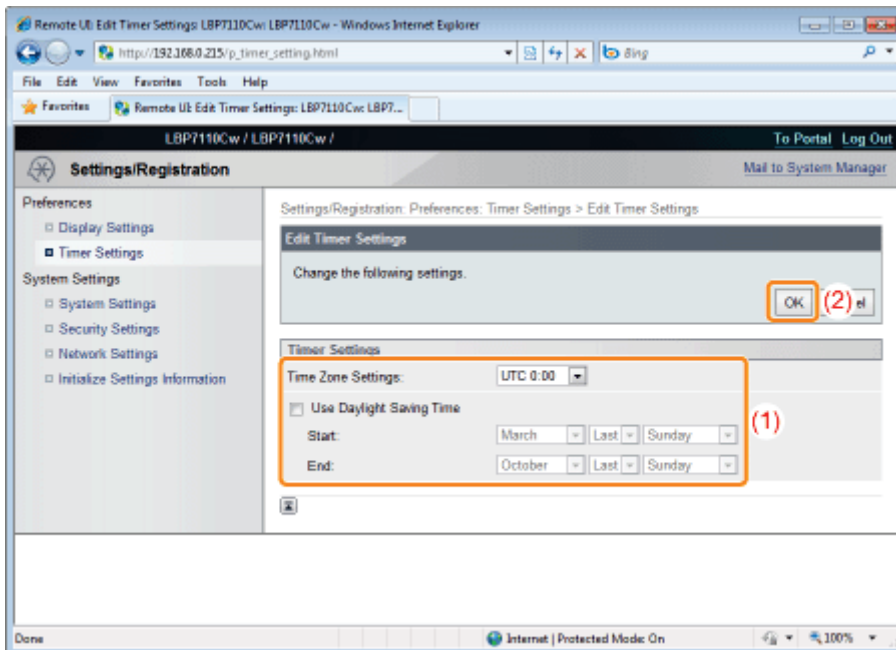 Remote UI: Edit Timer Settings: LBP7110Cw: LBP7110Cw - Windows Internet Explorer
http://192.168.0.215/p_timer_setting.html
Bing
File Edit View Favorites Tools Help
Favorites
Remote UI: Edit Timer Settings: LBP7110Cw: LBP7...
LBP7110Cw / LBP7110Cw /
To Portal Log Out
Settings/Registration
Mail to System Manager
Preferences
Display Settings
Timer Settings
System Settings
System Settings
Security Settings
Network Settings
Initialize Settings Information
Settings/Registration: Preferences: Timer Settings > Edit Timer Settings
Edit Timer Settings
Change the following settings.
OK (2) el
Timer Settings
Time Zone Settings: UTC 0:00
Use Daylight Saving Time
(1)
Start: March Last Sunday
End: October Last Sunday
Done
Internet | Protected Mode: On
100%